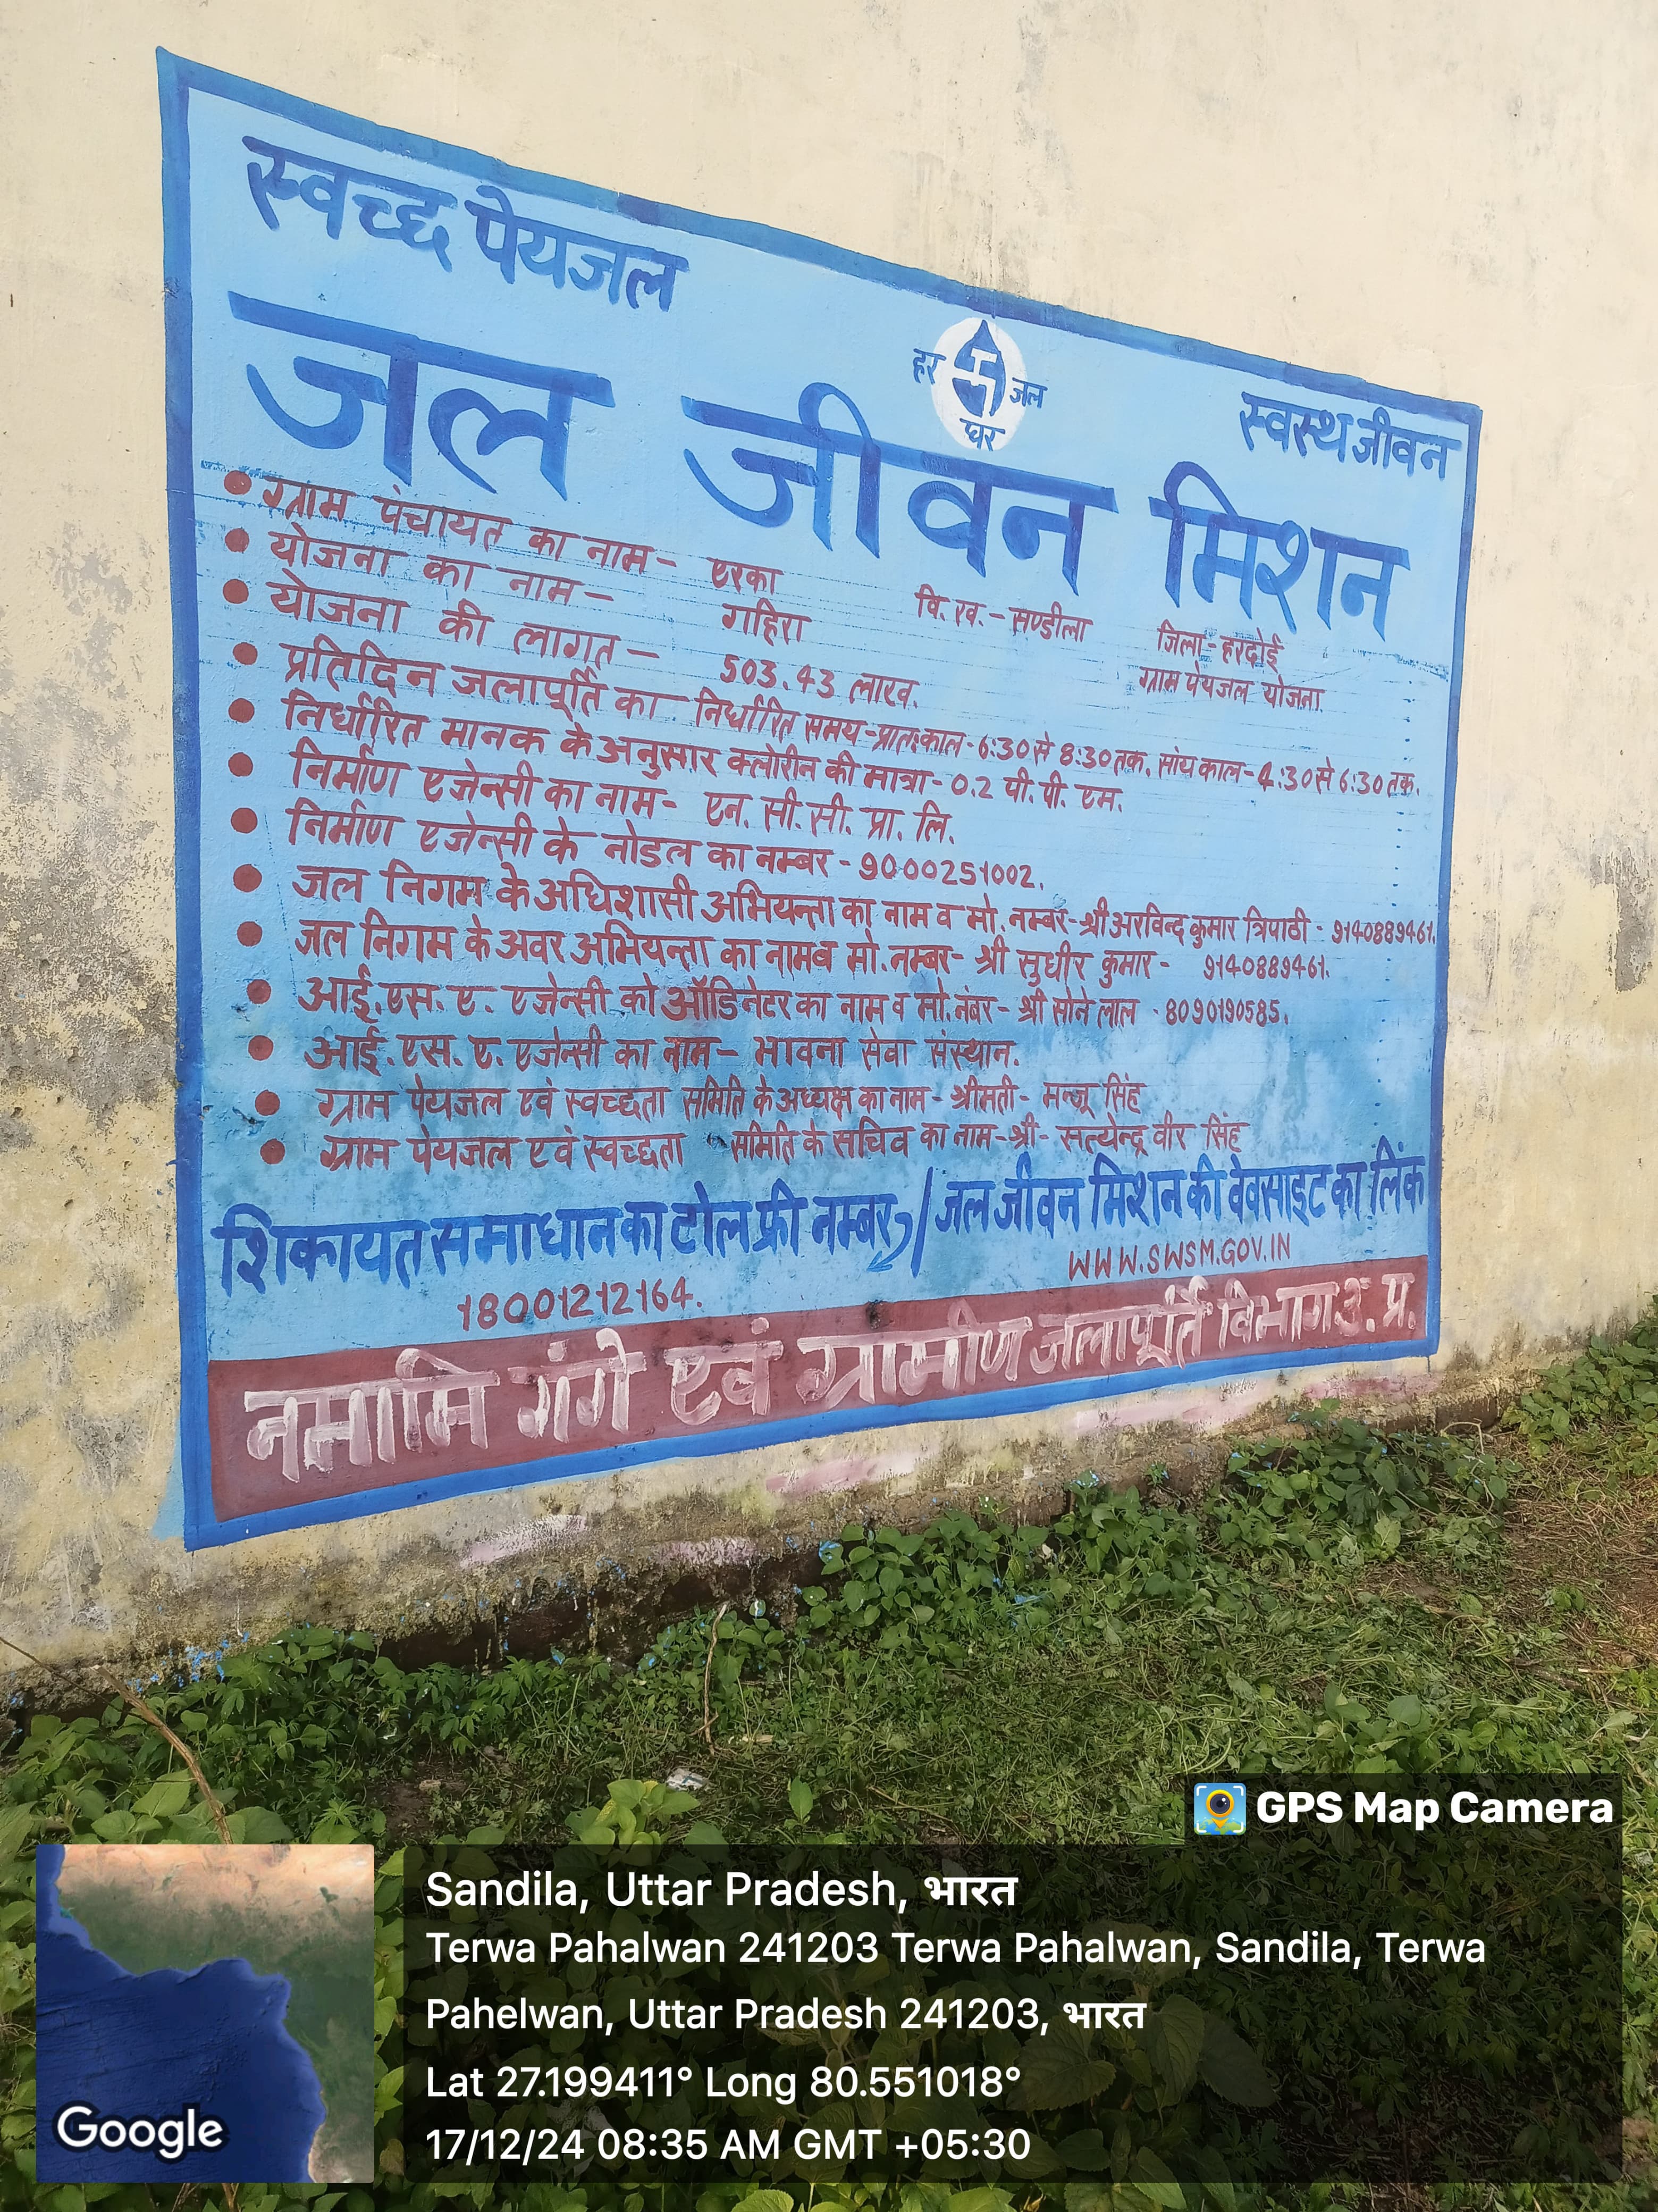 स्वच्छ पेयजल
हर
जल
घर
स्वस्थ जीवन
जल जीवन मिशन
• ग्राम पंचायत का नाम- एरका वि.ख.-सण्डीला जिला-हरदोई
• योजना का नाम- गहिरा ग्राम पेयजल योजना.
• योजना की लागत- 503.43 लाख.
• प्रतिदिन जलापूर्ति का निर्धारित समय-प्रातःकाल-6:30 से 8:30 तक, सांय काल-4:30 से 6:30 तक.
• निर्धारित मानक के अनुसार क्लोरीन की मात्रा-0.2 पी.पी. एम.
• निर्माण एजेन्सी का नाम- एन. सी.सी. प्रा. लि.
• निर्माण एजेन्सी के नोडल का नम्बर-9000251002.
• जल निगम के अधिशासी अभियन्ता का नाम व मो. नम्बर-श्री अरविन्द कुमार त्रिपाठी - 9140889461.
• जल निगम के अवर अभियन्ता का नामव मो.नम्बर- श्री सुधीर कुमार- 9140889461.
• आई.एस.ए. एजेन्सी को ऑडिनेटर का नाम व मो.नंबर-श्री सोने लाल -8090190585.
• आई.एस.ए. एजेन्सी का नाम- भावना सेवा संस्थान.
• ग्राम पेयजल एवं स्वच्छता समिति के अध्यक्ष का नाम-श्रीमती- मन्जू सिंह
• ग्राम पेयजल एवं स्वच्छता समिति के सचिव का नाम-श्री- सत्येन्द्र वीर सिंह
शिकायत समाधान का टोल फ्री नम्बर / जल जीवन मिशन की वेवसाइट का लिंक
18001212164. WWW.SWSM.GOV.IN
नमामि गंगे एवं ग्रामीण जलापूर्ति विभाग उ. प्र.
GPS Map Camera
Sandila, Uttar Pradesh, भारत
Terwa Pahalwan 241203 Terwa Pahalwan, Sandila, Terwa
Pahelwan, Uttar Pradesh 241203, भारत
Lat 27.199411° Long 80.551018°
17/12/24 08:35 AM GMT +05:30
Google